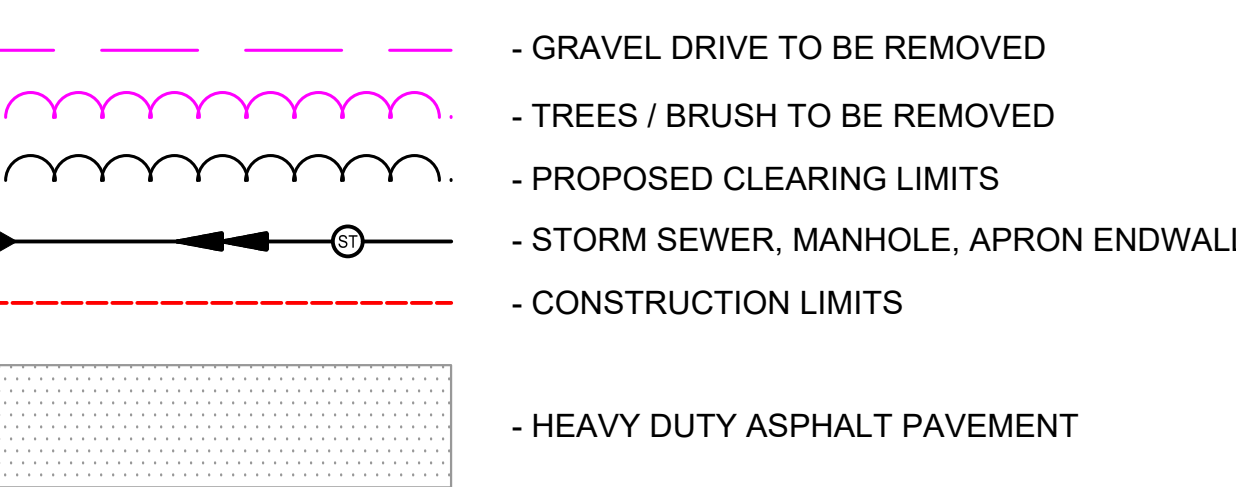 - GRAVEL DRIVE TO BE REMOVED
- TREES / BRUSH TO BE REMOVED
- PROPOSED CLEARING LIMITS
ST - STORM SEWER, MANHOLE, APRON ENDWALL
- CONSTRUCTION LIMITS
- HEAVY DUTY ASPHALT PAVEMENT